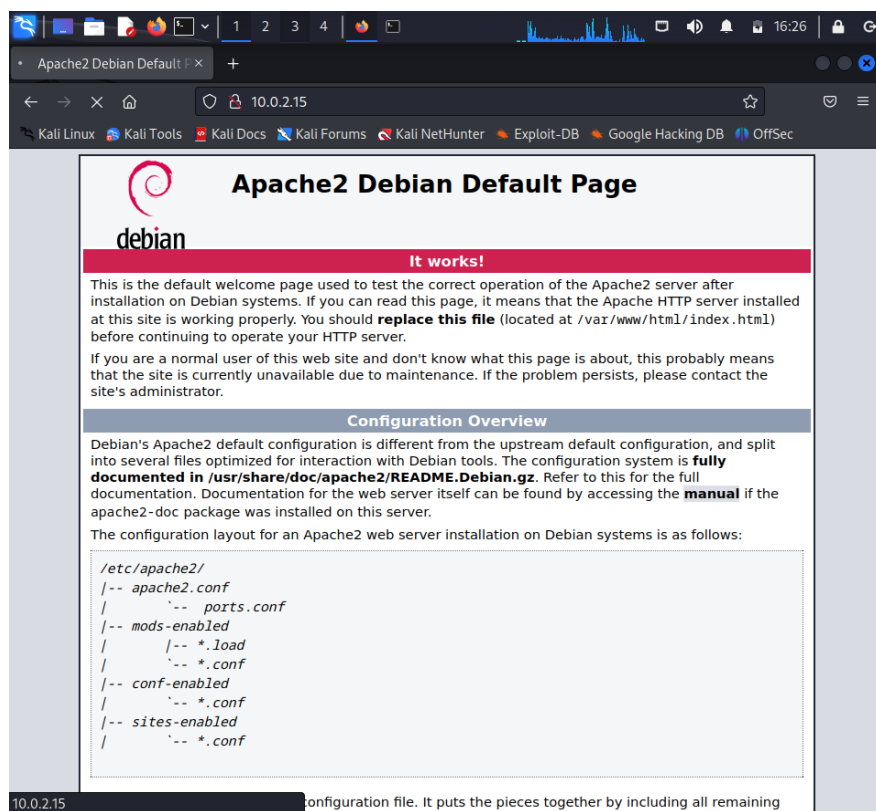 1 2 3 4 16:26
Apache2 Debian Default P
10.0.2.15
Kali Linux Kali Tools Kali Docs Kali Forums Kali NetHunter Exploit-DB Google Hacking DB OffSec
debian
Apache2 Debian Default Page
It works!
This is the default welcome page used to test the correct operation of the Apache2 server after
installation on Debian systems. If you can read this page, it means that the Apache HTTP server installed
at this site is working properly. You should replace this file (located at /var/www/html/index.html)
before continuing to operate your HTTP server.
If you are a normal user of this web site and don't know what this page is about, this probably means
that the site is currently unavailable due to maintenance. If the problem persists, please contact the
site's administrator.
Configuration Overview
Debian's Apache2 default configuration is different from the upstream default configuration, and split
into several files optimized for interaction with Debian tools. The configuration system is fully
documented in /usr/share/doc/apache2/README.Debian.gz. Refer to this for the full
documentation. Documentation for the web server itself can be found by accessing the manual if the
apache2-doc package was installed on this server.
The configuration layout for an Apache2 web server installation on Debian systems is as follows:
/etc/apache2/
|-- apache2.conf
|       `--  ports.conf
|-- mods-enabled
|       |-- *.load
|       `-- *.conf
|-- conf-enabled
|       `-- *.conf
|-- sites-enabled
|       `-- *.conf
10.0.2.15
configuration file. It puts the pieces together by including all remaining